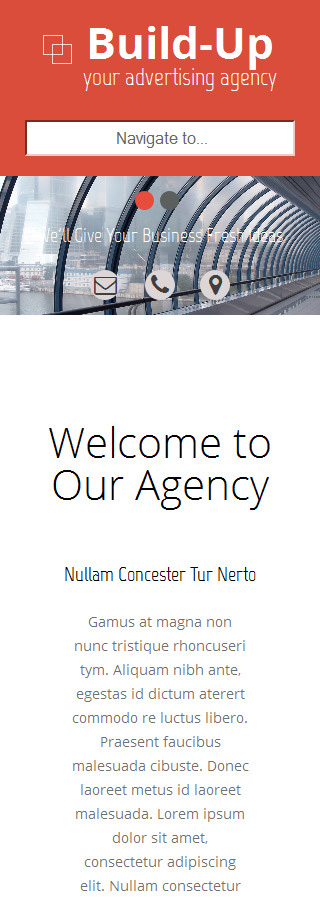 Build-Up
your advertising agency
Navigate to...
We'll Give Your Business Fresh Ideas
Welcome to
Our Agency
Nullam Concester Tur Nerto
Gamus at magna non
nunc tristique rhoncuseri
tym. Aliquam nibh ante,
egestas id dictum aterert
commodo re luctus libero.
Praesent faucibus
malesuada cibuste. Donec
laoreet metus id laoreet
malesuada. Lorem ipsum
dolor sit amet,
consectetur adipiscing
elit. Nullam consectetur